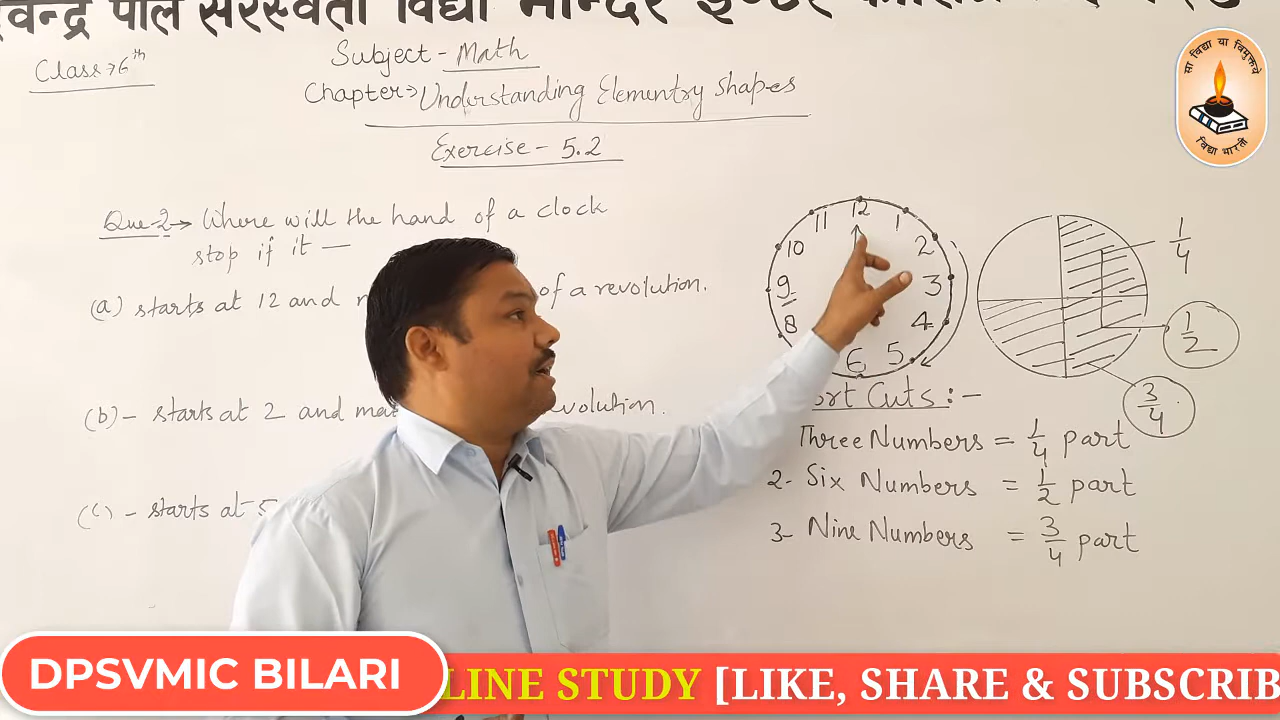 पाल सरस्वती विद्या मन्दिर इण्टर
Class→6th
Subject - Math
Chapter→ Understanding Elementry shapes
Exercise - 5.2
Que-2→ Where will the hand of a clock
stop if it —
(a) starts at 12 and
of a revolution.
(b)- starts at 2 and
revolution.
(c) - starts at 5
12
1
2
3
4
5
6
8
9
10
11
1/4
1/2
3/4
Cuts:-
Three Numbers = 1/4 part
2- Six Numbers = 1/2 part
3- Nine Numbers = 3/4 part
सा विद्या या विमुक्तये
विद्या भारती
DPSVMIC BILARI
LINE STUDY [LIKE, SHARE & SUBSCRIB